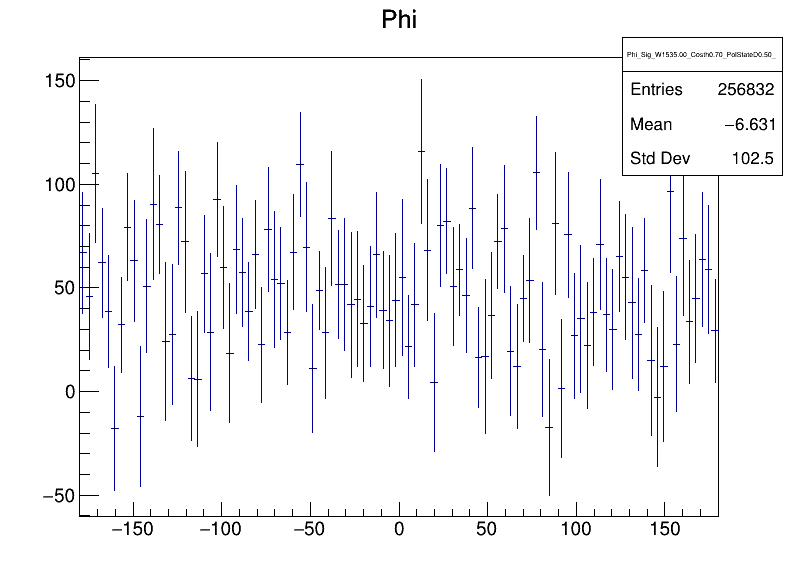 Phi
Phi_Sig_W1535.00_Costh0.70_PolStateD0.50_
Entries 256832
Mean −6.631
Std Dev 102.5
150
100
50
0
−50
−150 −100 −50 0 50 100 150